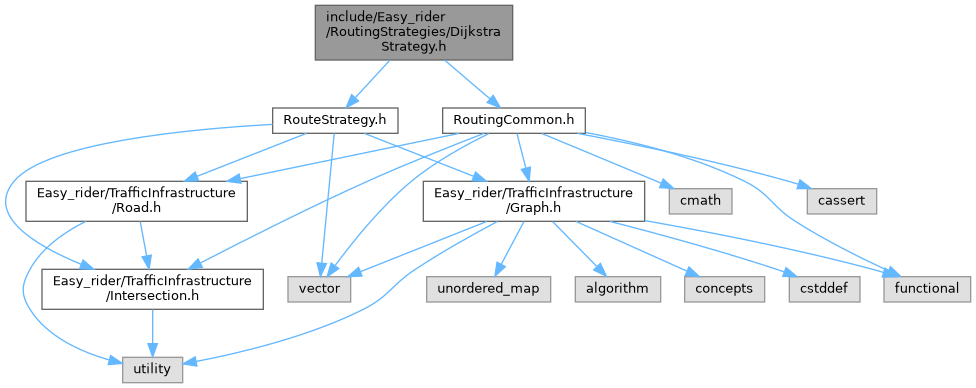 include/Easy_rider
/RoutingStrategies/Dijkstra
Strategy.h
RouteStrategy.h
RoutingCommon.h
Easy_rider/TrafficInfrastructure
/Road.h
Easy_rider/TrafficInfrastructure
/Graph.h
cmath
cassert
Easy_rider/TrafficInfrastructure
/Intersection.h
vector
unordered_map
algorithm
concepts
cstddef
functional
utility